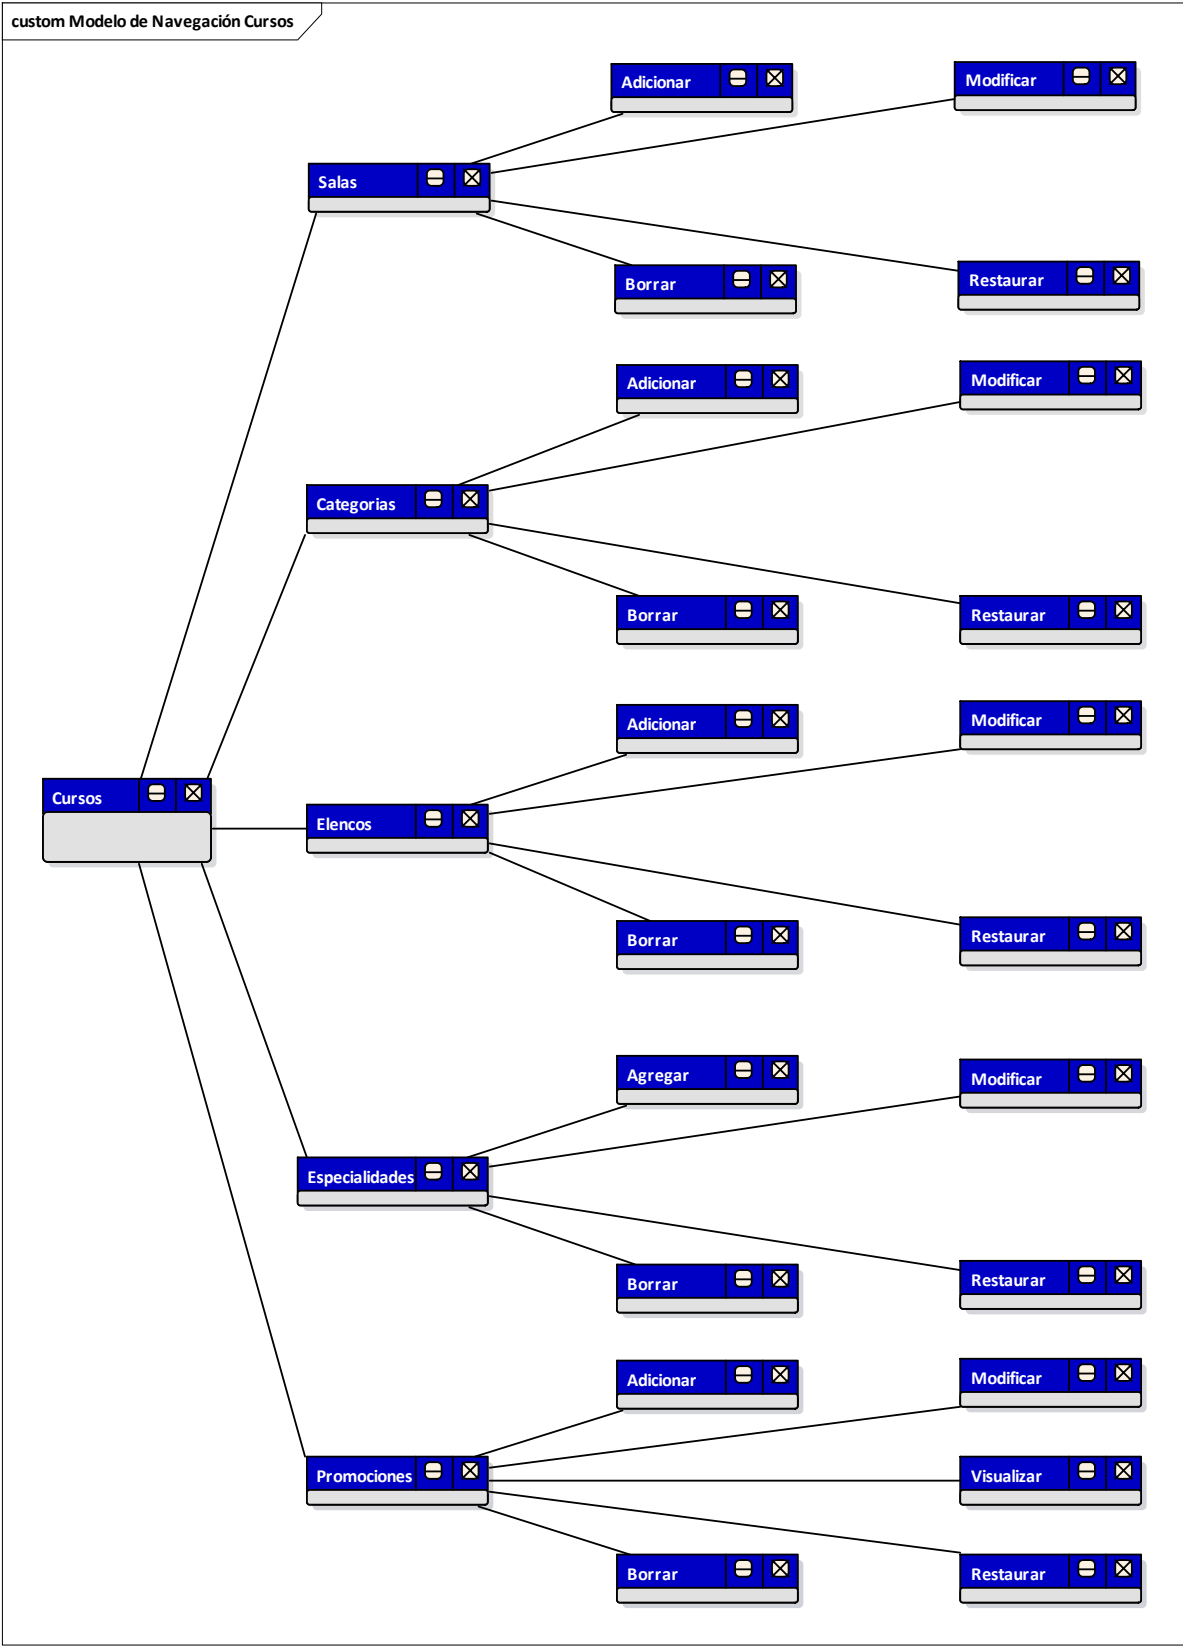 custom Modelo de Navegación Cursos
Adicionar
Modificar
Salas
Borrar
Restaurar
Adicionar
Modificar
Categorias
Borrar
Restaurar
Adicionar
Modificar
Cursos
Elencos
Borrar
Restaurar
Agregar
Modificar
Especialidades
Borrar
Restaurar
Adicionar
Modificar
Promociones
Visualizar
Borrar
Restaurar